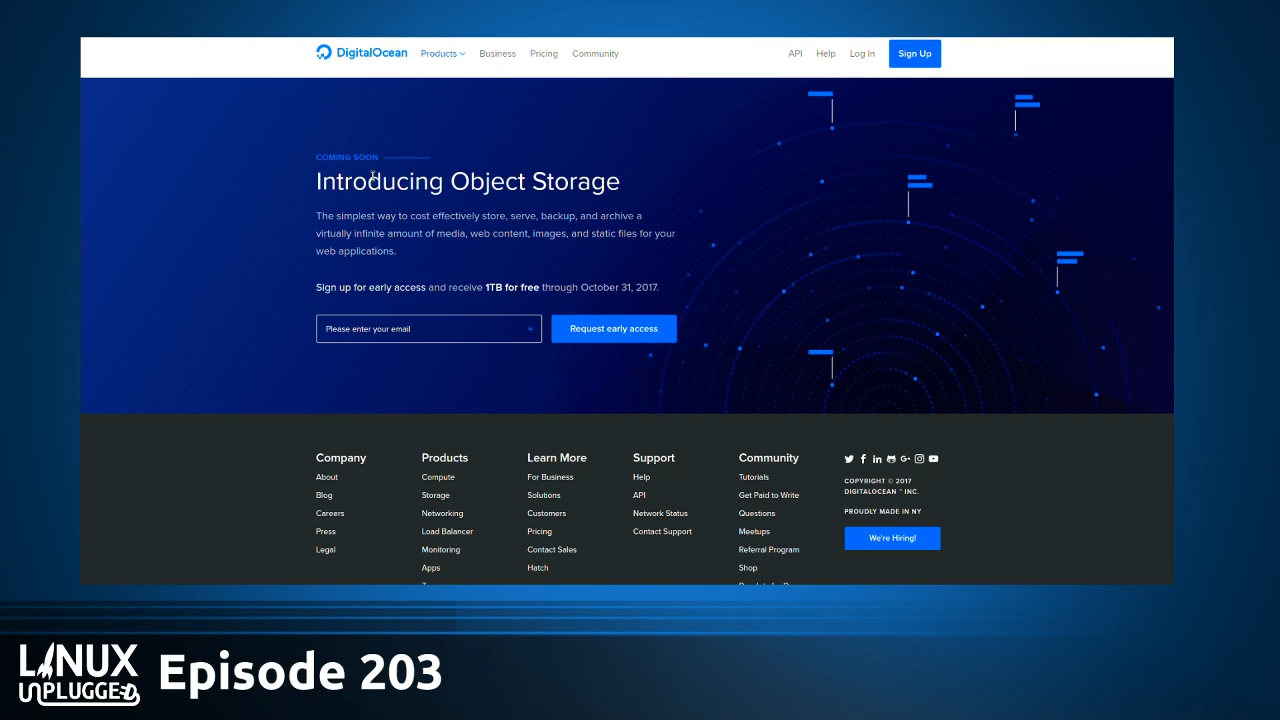 DigitalOcean Products Business Pricing Community API Help Log In Sign Up
COMING SOON
Introducing Object Storage
The simplest way to cost effectively store, serve, backup, and archive a
virtually infinite amount of media, web content, images, and static files for your
web applications.
Sign up for early access and receive 1TB for free through October 31, 2017.
Please enter your email
Request early access
Company
About
Blog
Careers
Press
Legal
Products
Compute
Storage
Networking
Load Balancer
Monitoring
Apps
Learn More
For Business
Solutions
Customers
Pricing
Contact Sales
Hatch
Support
Help
API
Network Status
Contact Support
Community
Tutorials
Get Paid to Write
Questions
Meetups
Referral Program
Shop
COPYRIGHT © 2017
DIGITALOCEAN ™ INC.
PROUDLY MADE IN NY
We're Hiring!
LINUX
UNPLUGGED
Episode 203